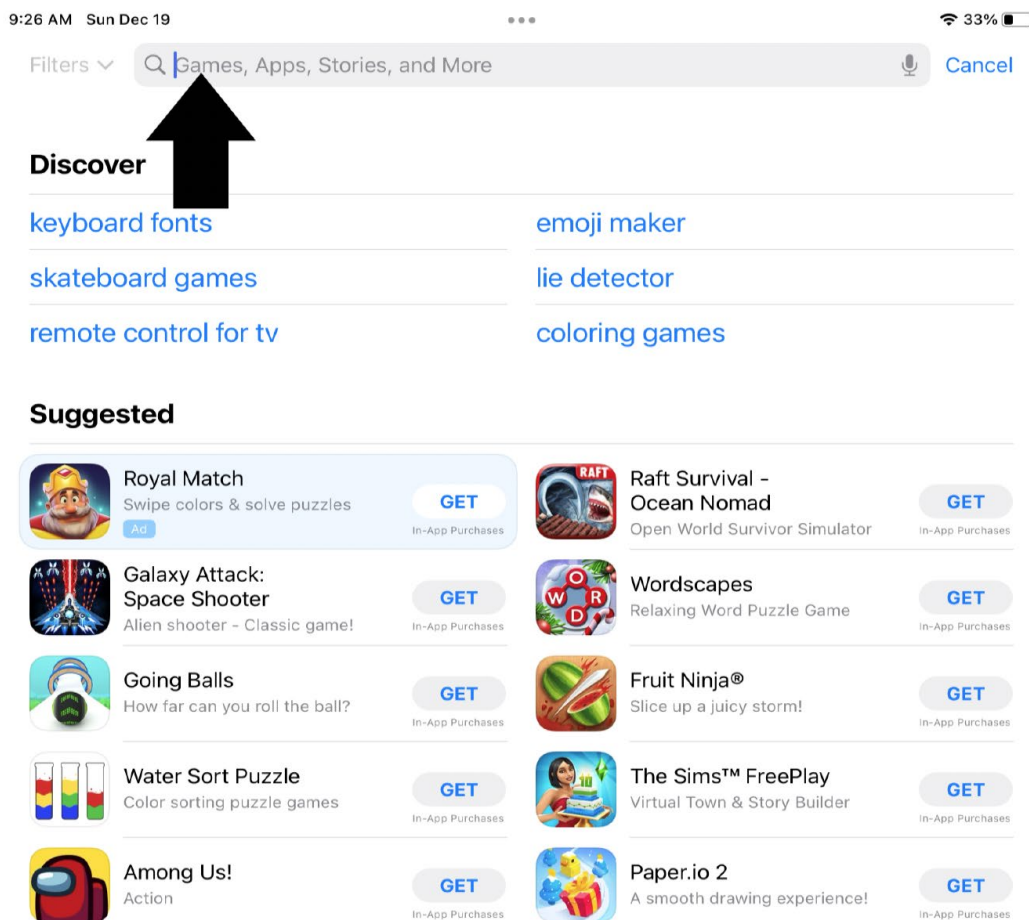 9:26 AM Sun Dec 19
33%
Filters
Games, Apps, Stories, and More
Cancel
Discover
keyboard fonts
emoji maker
skateboard games
lie detector
remote control for tv
coloring games
Suggested
Royal Match
Swipe colors & solve puzzles
Ad
GET
In-App Purchases
RAFT
Raft Survival -
Ocean Nomad
Open World Survivor Simulator
GET
In-App Purchases
Galaxy Attack:
Space Shooter
Alien shooter - Classic game!
GET
In-App Purchases
W O R D
Wordscapes
Relaxing Word Puzzle Game
GET
In-App Purchases
Going Balls
How far can you roll the ball?
GET
In-App Purchases
Fruit Ninja®
Slice up a juicy storm!
GET
In-App Purchases
Water Sort Puzzle
Color sorting puzzle games
GET
In-App Purchases
10
The Sims™ FreePlay
Virtual Town & Story Builder
GET
In-App Purchases
Among Us!
Action
GET
In-App Purchases
Paper.io 2
A smooth drawing experience!
GET
In-App Purchases